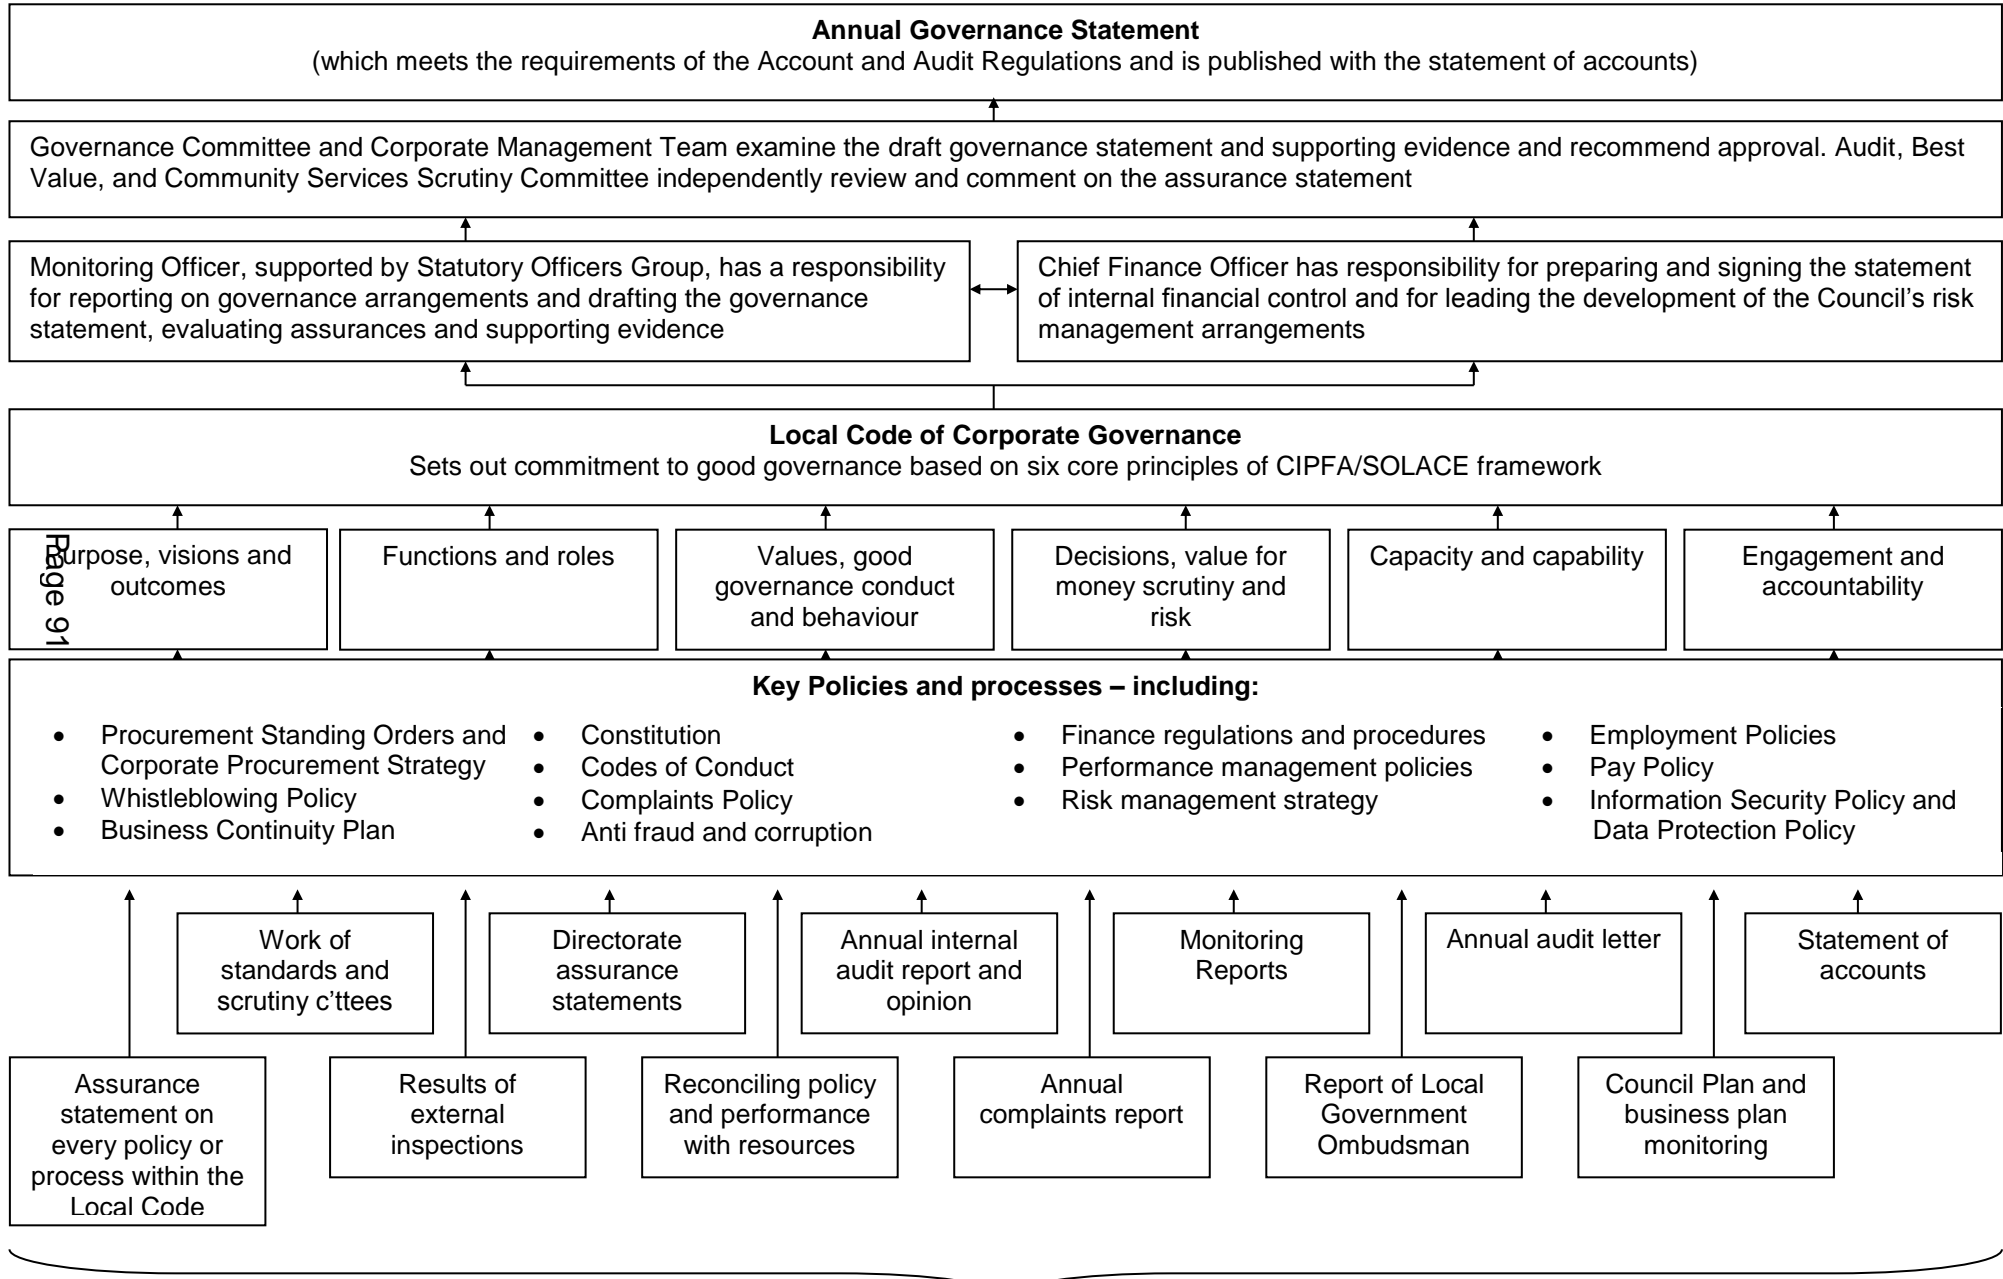 Annual Governance Statement
(which meets the requirements of the Account and Audit Regulations and is published with the statement of accounts)
Governance Committee and Corporate Management Team examine the draft governance statement and supporting evidence and recommend approval. Audit, Best
Value, and Community Services Scrutiny Committee independently review and comment on the assurance statement
Monitoring Officer, supported by Statutory Officers Group, has a responsibility
for reporting on governance arrangements and drafting the governance
statement, evaluating assurances and supporting evidence
Chief Finance Officer has responsibility for preparing and signing the statement
of internal financial control and for leading the development of the Council's risk
management arrangements
Local Code of Corporate Governance
Sets out commitment to good governance based on six core principles of CIPFA/SOLACE framework
Page 91
Purpose, visions and
outcomes
Functions and roles
Values, good
governance conduct
and behaviour
Decisions, value for
money scrutiny and
risk
Capacity and capability
Engagement and
accountability
Key Policies and processes – including:
• Procurement Standing Orders and
Corporate Procurement Strategy
• Whistleblowing Policy
• Business Continuity Plan
• Constitution
• Codes of Conduct
• Complaints Policy
• Anti fraud and corruption
• Finance regulations and procedures
• Performance management policies
• Risk management strategy
• Employment Policies
• Pay Policy
• Information Security Policy and
Data Protection Policy
Work of
standards and
scrutiny c'ttees
Directorate
assurance
statements
Annual internal
audit report and
opinion
Monitoring
Reports
Annual audit letter
Statement of
accounts
Assurance
statement on
every policy or
process within the
Local Code
Results of
external
inspections
Reconciling policy
and performance
with resources
Annual
complaints report
Report of Local
Government
Ombudsman
Council Plan and
business plan
monitoring